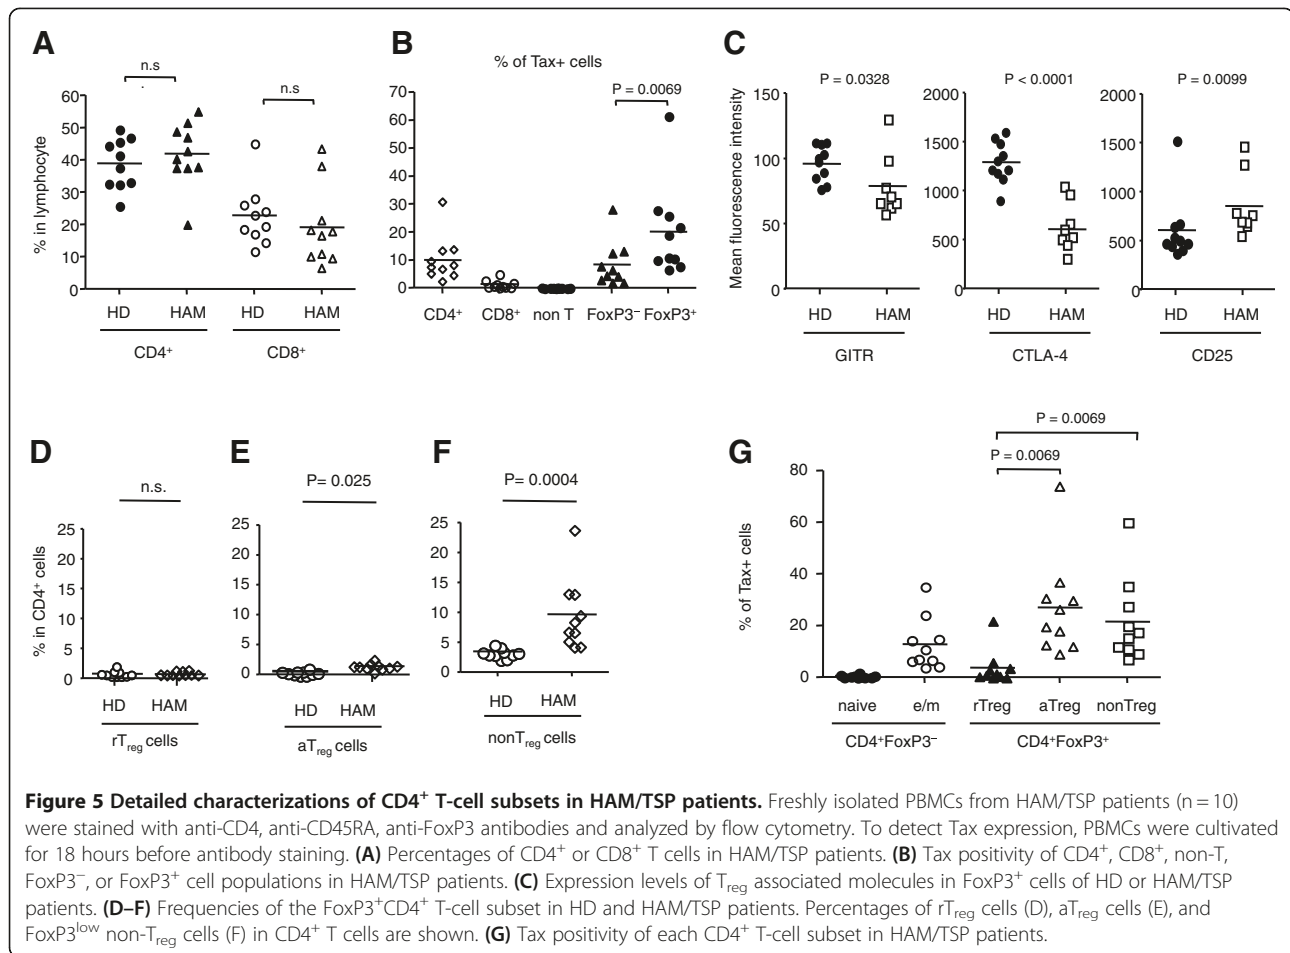 A
n.s
n.s
% in lymphocyte
60
50
40
30
20
10
0
HD HAM HD HAM
CD4⁺ CD8⁺
B
% of Tax+ cells
P = 0.0069
70
60
50
40
30
20
10
0
CD4⁺ CD8⁺ non T FoxP3⁻ FoxP3⁺
C
Mean fluorescence intensity
P = 0.0328
150
100
50
0
HD HAM
GITR
P < 0.0001
2000
1500
1000
500
0
HD HAM
CTLA-4
P = 0.0099
2000
1500
1000
500
0
HD HAM
CD25
D
n.s.
% in CD4⁺ cells
25
20
15
10
5
0
HD HAM
rTreg cells
E
P= 0.025
25
20
15
10
5
0
HD HAM
aTreg cells
F
P= 0.0004
25
20
15
10
5
0
HD HAM
nonTreg cells
G
P = 0.0069
P = 0.0069
% of Tax+ cells
80
60
40
20
0
naive e/m rTreg aTreg nonTreg
CD4⁺FoxP3⁻ CD4⁺FoxP3⁺
Figure 5 Detailed characterizations of CD4⁺ T-cell subsets in HAM/TSP patients. Freshly isolated PBMCs from HAM/TSP patients (n = 10)
were stained with anti-CD4, anti-CD45RA, anti-FoxP3 antibodies and analyzed by flow cytometry. To detect Tax expression, PBMCs were cultivated
for 18 hours before antibody staining. (A) Percentages of CD4⁺ or CD8⁺ T cells in HAM/TSP patients. (B) Tax positivity of CD4⁺, CD8⁺, non-T,
FoxP3⁻, or FoxP3⁺ cell populations in HAM/TSP patients. (C) Expression levels of Treg associated molecules in FoxP3⁺ cells of HD or HAM/TSP
patients. (D–F) Frequencies of the FoxP3⁺CD4⁺ T-cell subset in HD and HAM/TSP patients. Percentages of rTreg cells (D), aTreg cells (E), and
FoxP3low non-Treg cells (F) in CD4⁺ T cells are shown. (G) Tax positivity of each CD4⁺ T-cell subset in HAM/TSP patients.